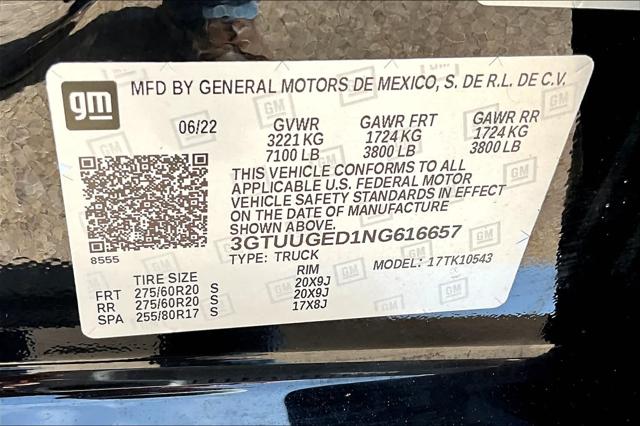 gm
MFD BY GENERAL MOTORS DE MEXICO, S. DE R.L. DE C.V.
06/22 GVWR GAWR FRT GAWR RR
3221 KG 1724 KG 1724 KG
7100 LB 3800 LB 3800 LB
THIS VEHICLE CONFORMS TO ALL
APPLICABLE U.S. FEDERAL MOTOR
VEHICLE SAFETY STANDARDS IN EFFECT
ON THE DATE OF MANUFACTURE
SHOWN ABOVE.
3GTUUGED1NG616657
8555
TYPE: TRUCK MODEL: 17TK10543
TIRE SIZE RIM
FRT 275/60R20 S 20X9J
RR 275/60R20 S 20X9J
SPA 255/80R17 S 17X8J